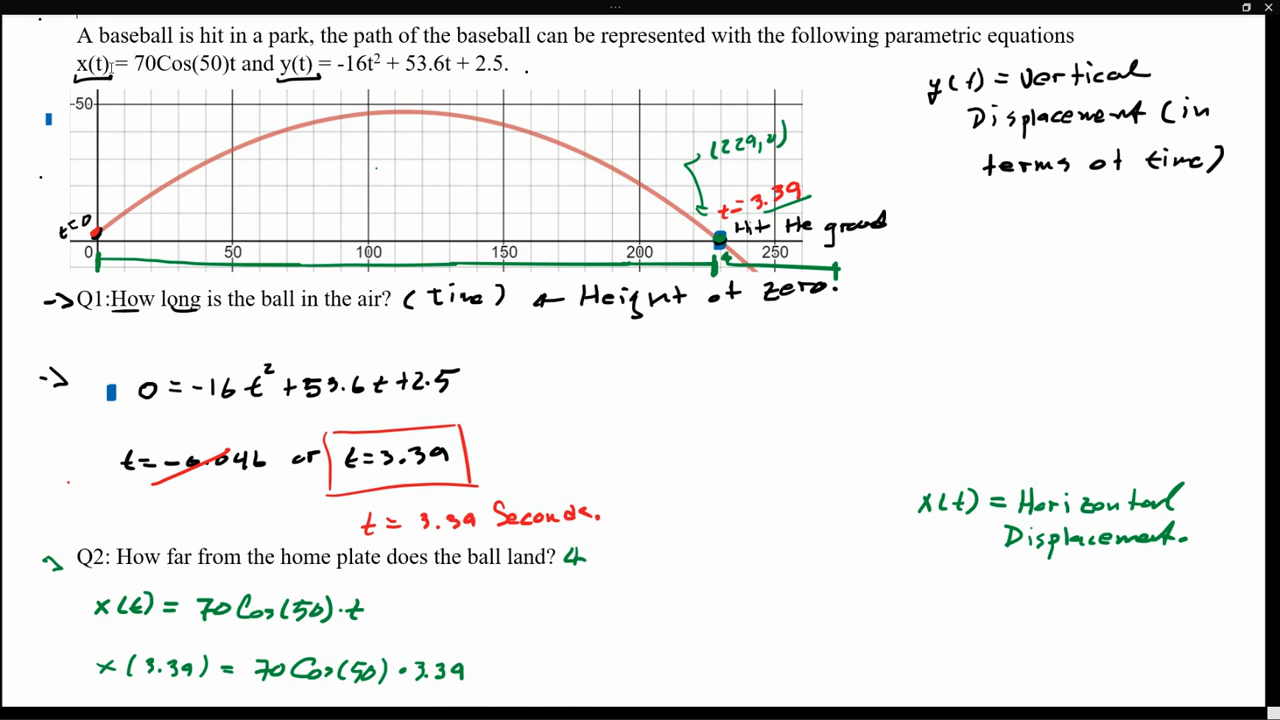 A baseball is hit in a park, the path of the baseball can be represented with the following parametric equations
x(t) = 70Cos(50)t and y(t) = -16t² + 53.6t + 2.5.
y(t) = vertical
Displacement (in
terms of time)
50
(229,0)
t=3.39
t=0
Hit the ground
0 50 100 150 200 250
-> Q1:How long is the ball in the air? (time) ← Height of zero.
-> 0 = -16t² + 53.6t + 2.5
t = -0.046 or t = 3.39
t = 3.39 Seconds.
x(t) = Horizontal
Displacement.
Q2: How far from the home plate does the ball land?
x(t) = 70Cos(50)·t
x(3.39) = 70Cos(50)·3.39